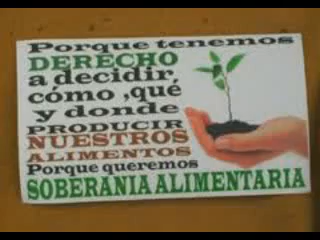 Porque tenemos
DERECHO
a decidir,
cómo ,qué
y donde
PRODUCIR
NUESTROS
ALIMENTOS
Porque queremos
SOBERANIA ALIMENTARIA